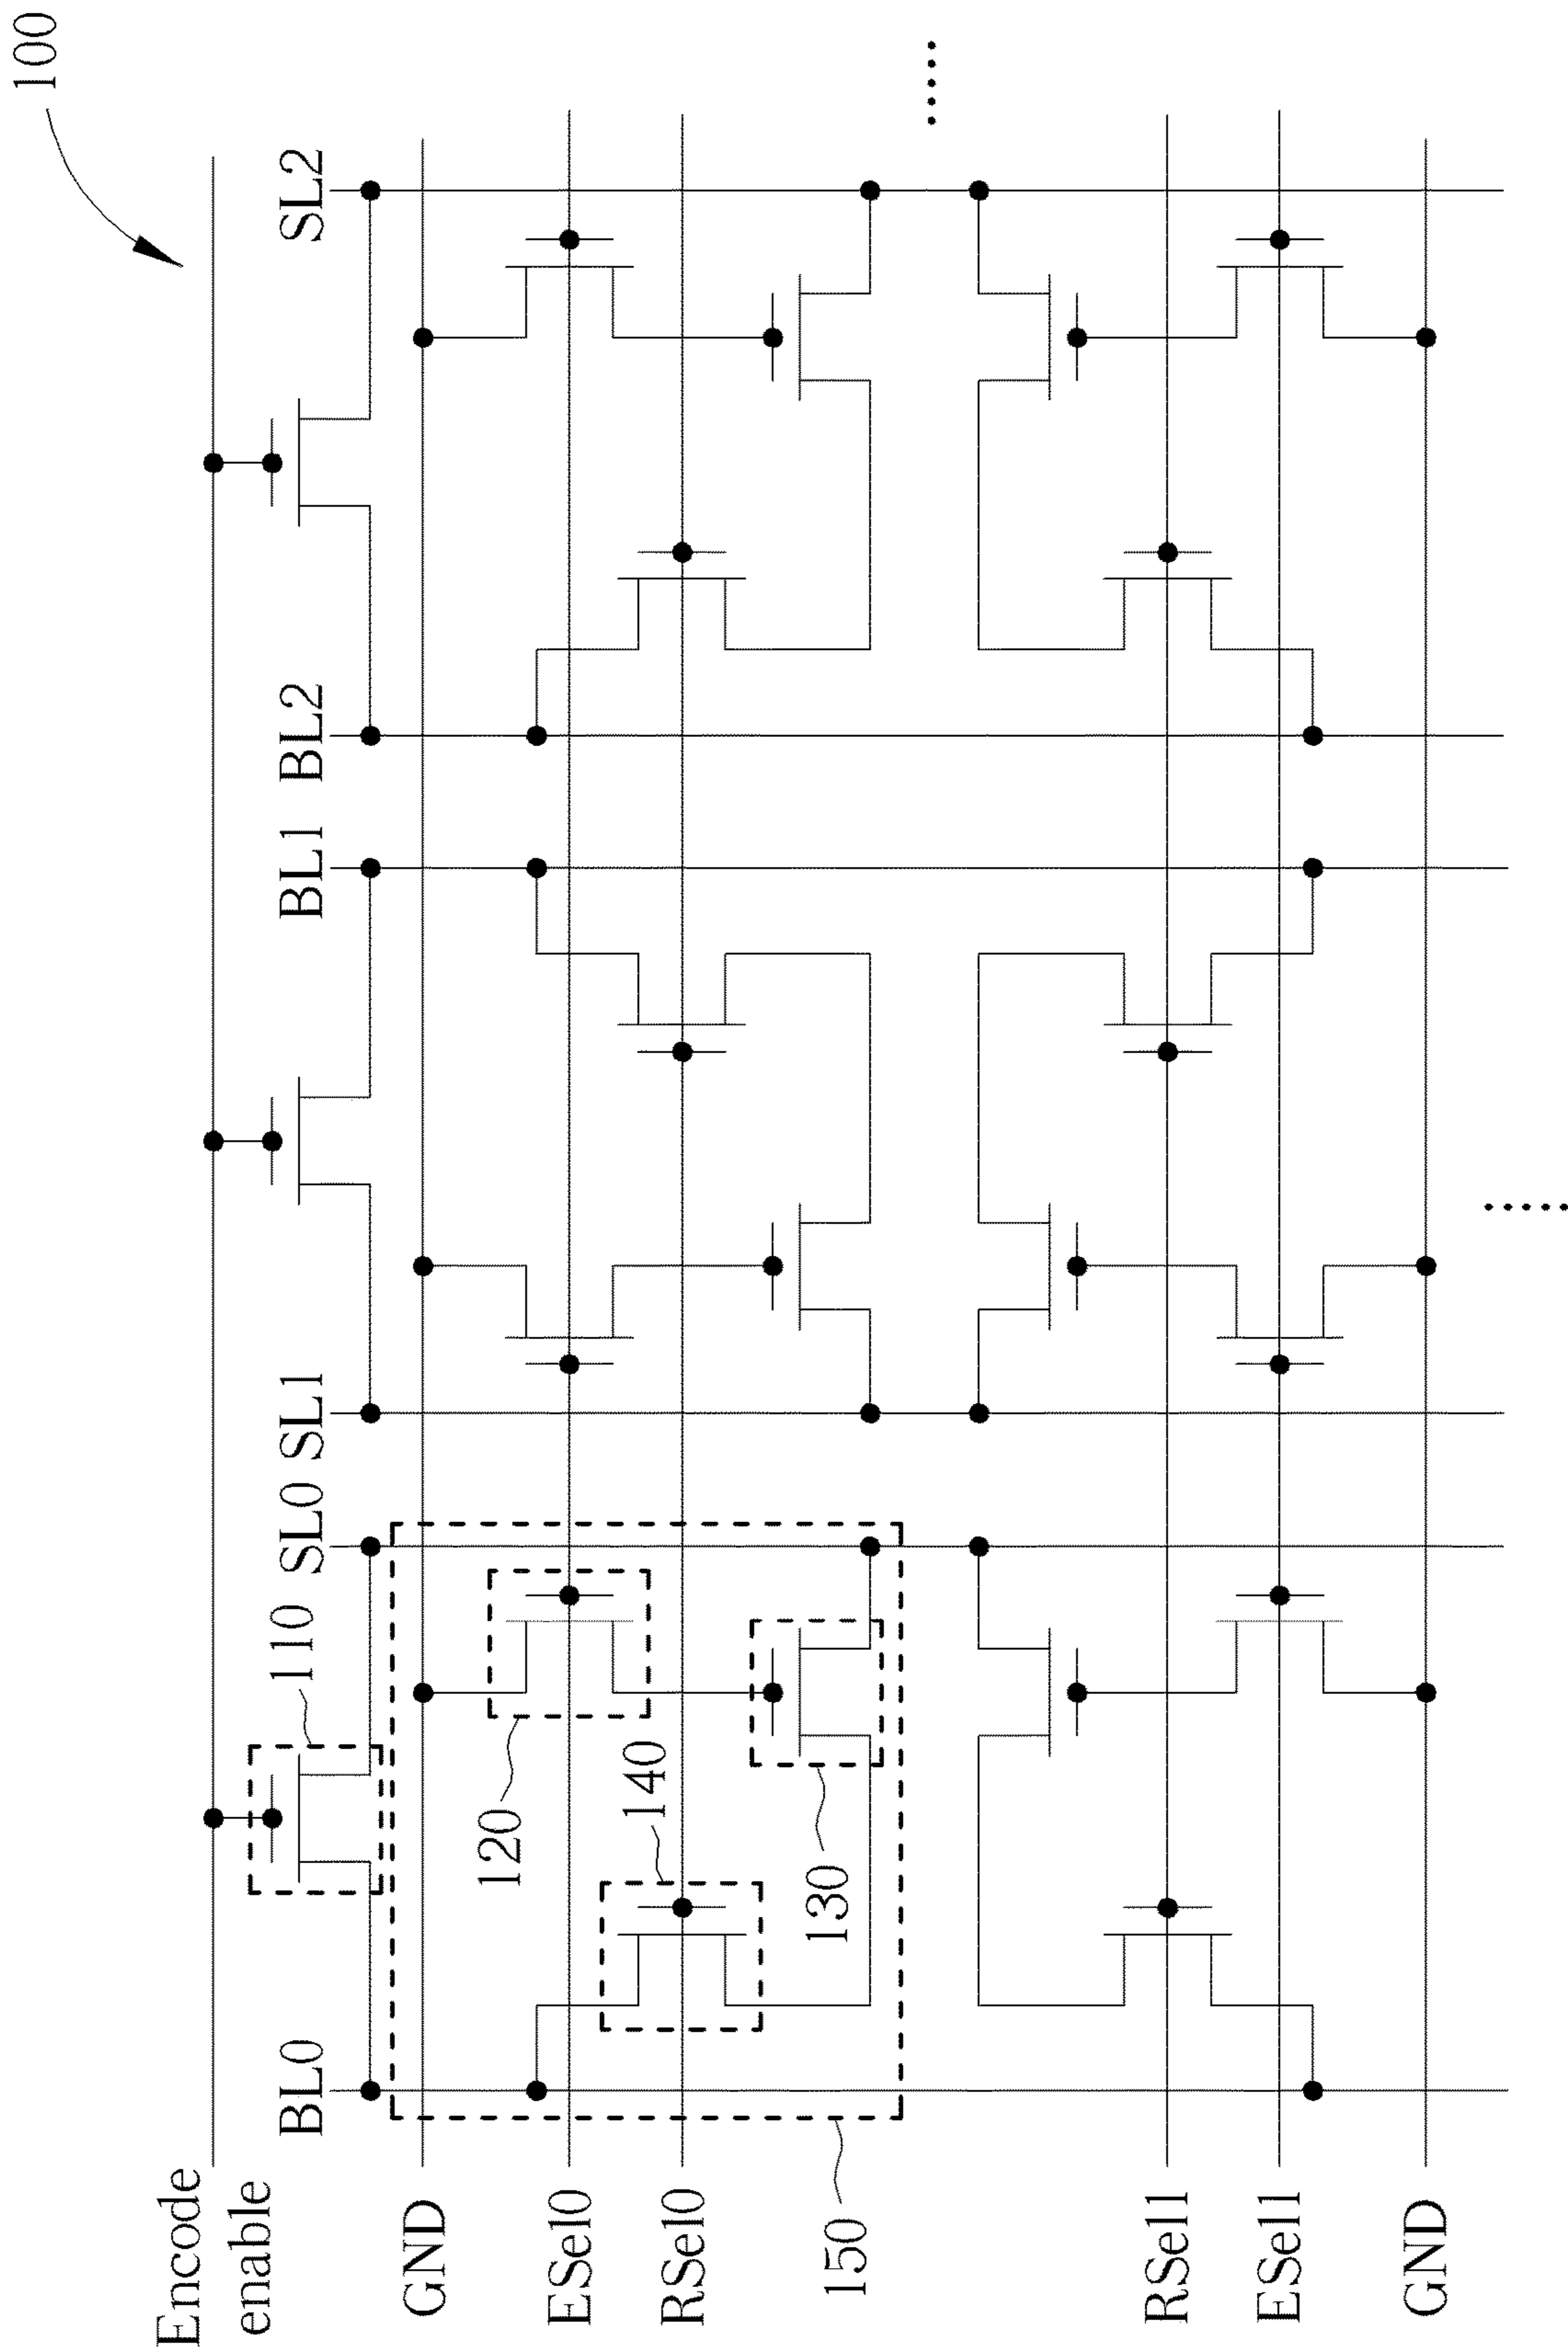 100
Encode
enable
BL0
110
SL0
SL1
BL1
BL2
SL2
GND
ESel0
RSel0
120
140
130
150
RSel1
ESel1
GND